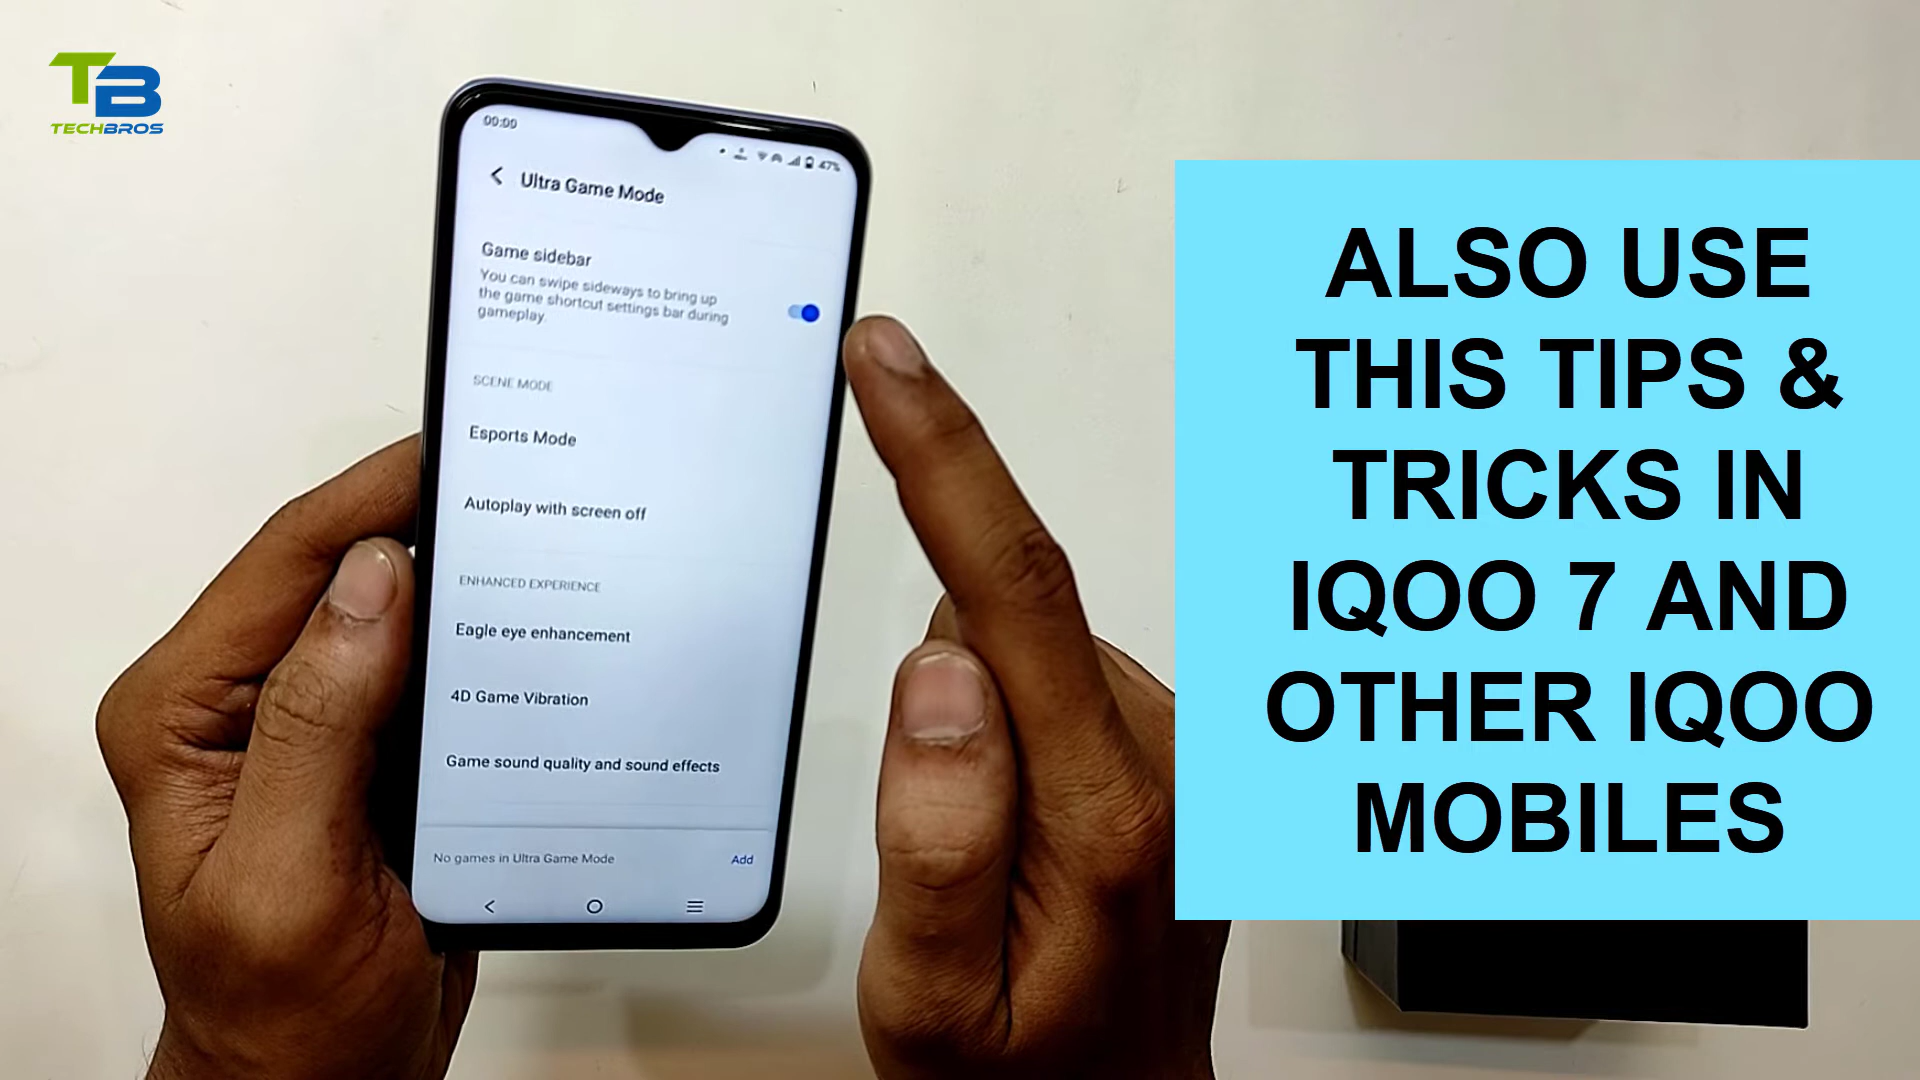 TB
TECHBROS
00:00
47%
Ultra Game Mode
Game sidebar
You can swipe sideways to bring up
the game shortcut settings bar during
gameplay.
SCENE MODE
Esports Mode
Autoplay with screen off
ENHANCED EXPERIENCE
Eagle eye enhancement
4D Game Vibration
Game sound quality and sound effects
No games in Ultra Game Mode
Add
ALSO USE
THIS TIPS &
TRICKS IN
IQOO 7 AND
OTHER IQOO
MOBILES